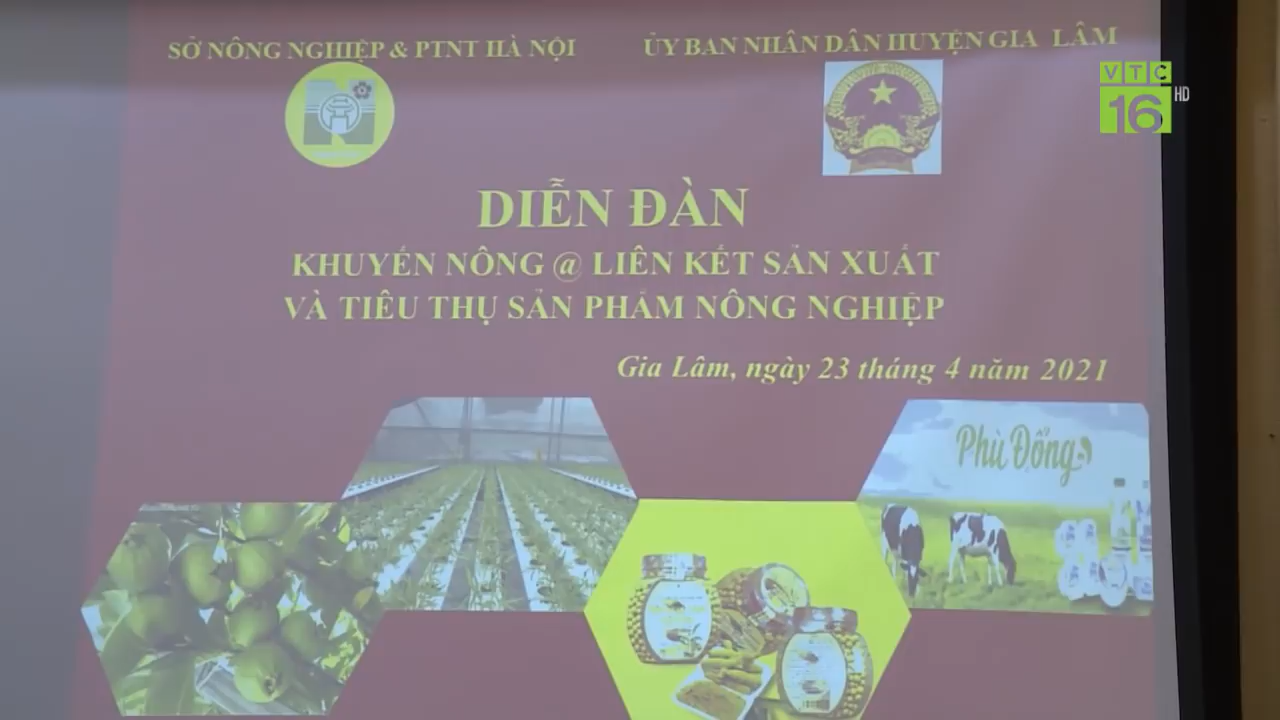 SỞ NÔNG NGHIỆP & PTNT HÀ NỘI
ỦY BAN NHÂN DÂN HUYỆN GIA LÂM
VTC
16
HD
DIỄN ĐÀN
KHUYẾN NÔNG @ LIÊN KẾT SẢN XUẤT
VÀ TIÊU THỤ SẢN PHẨM NÔNG NGHIỆP
Gia Lâm, ngày 23 tháng 4 năm 2021
Phù Đổng